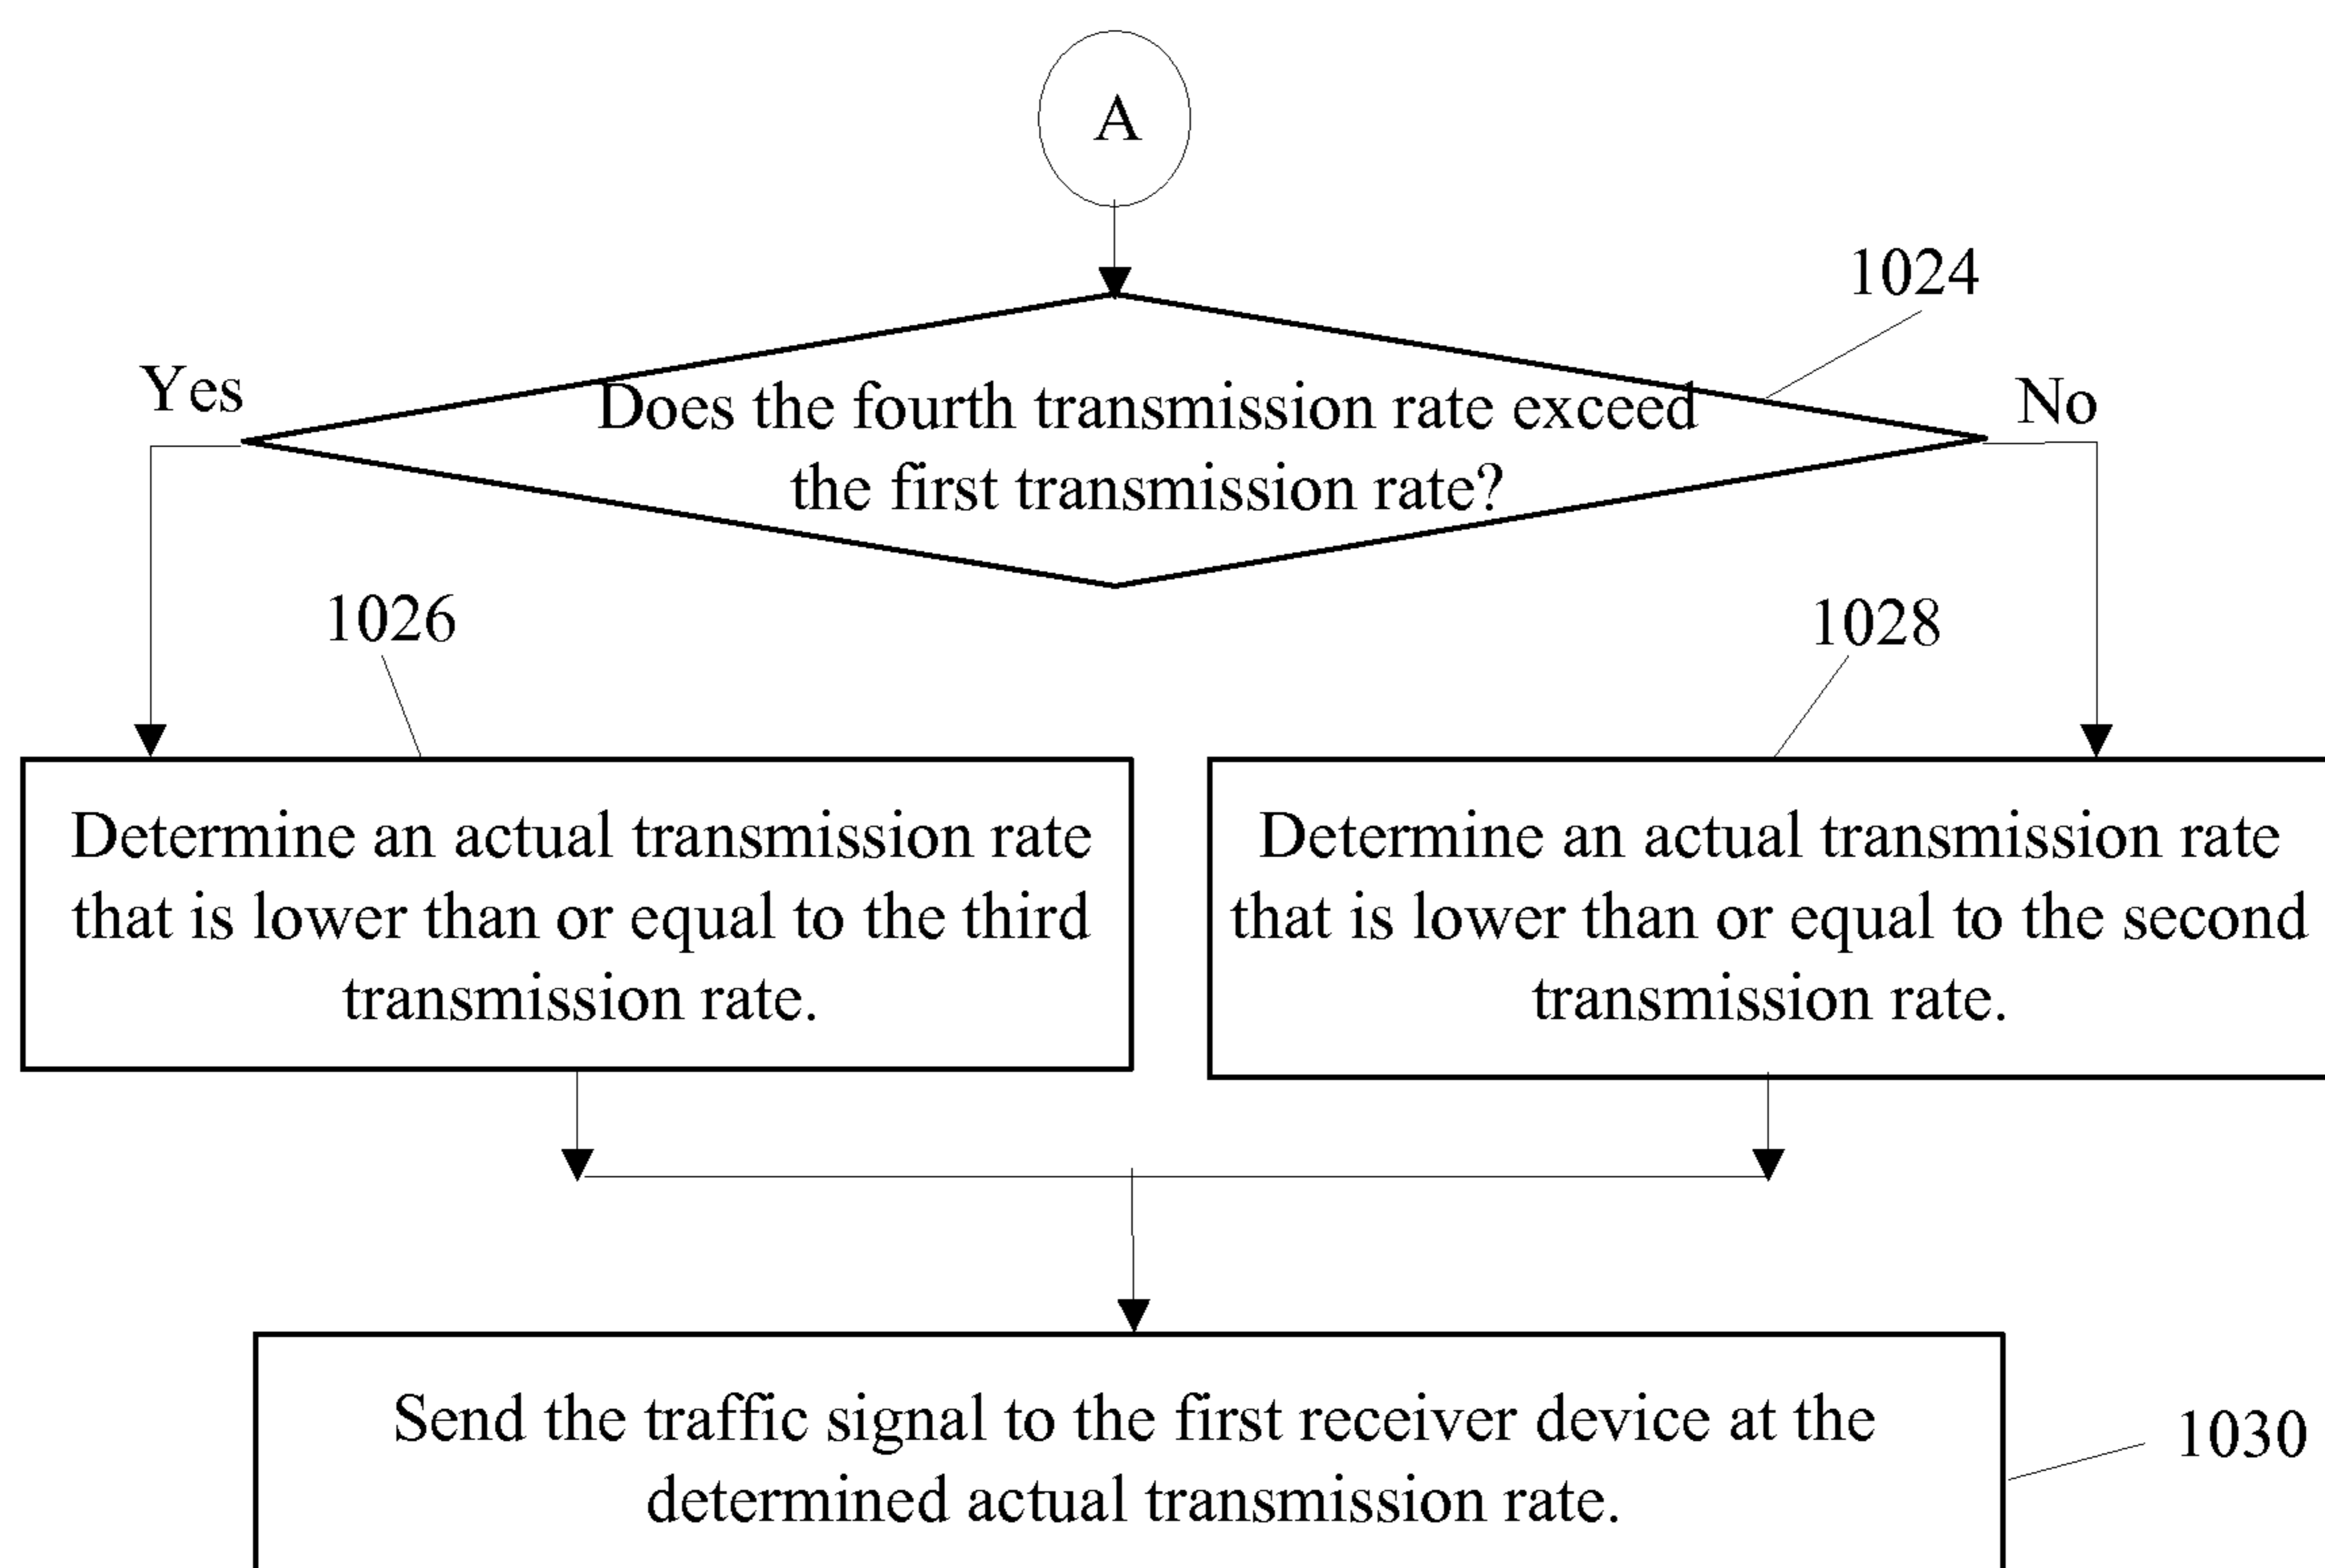 A
1024
Yes
No
Does the fourth transmission rate exceed
the first transmission rate?
1026
1028
Determine an actual transmission rate
that is lower than or equal to the third
transmission rate.
Determine an actual transmission rate
that is lower than or equal to the second
transmission rate.
Send the traffic signal to the first receiver device at the
determined actual transmission rate.
1030